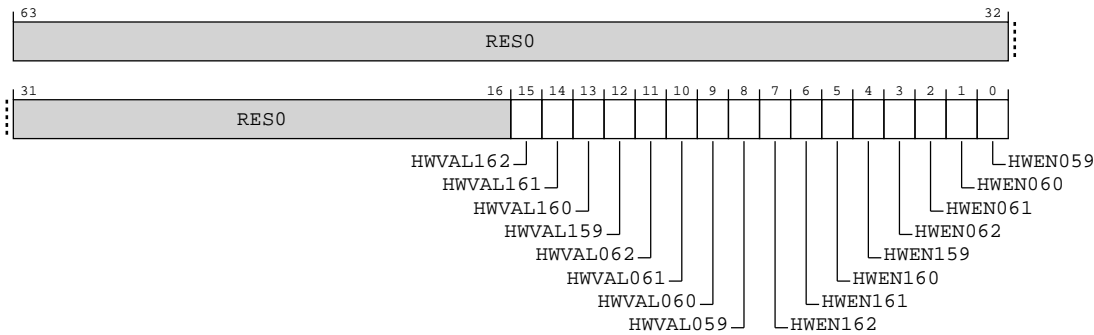 63 32
RES0
31 16 15 14 13 12 11 10 9 8 7 6 5 4 3 2 1 0
RES0
HWVAL162 HWEN059
HWVAL161 HWEN060
HWVAL160 HWEN061
HWVAL159 HWEN062
HWVAL062 HWEN159
HWVAL061 HWEN160
HWVAL060 HWEN161
HWVAL059 HWEN162